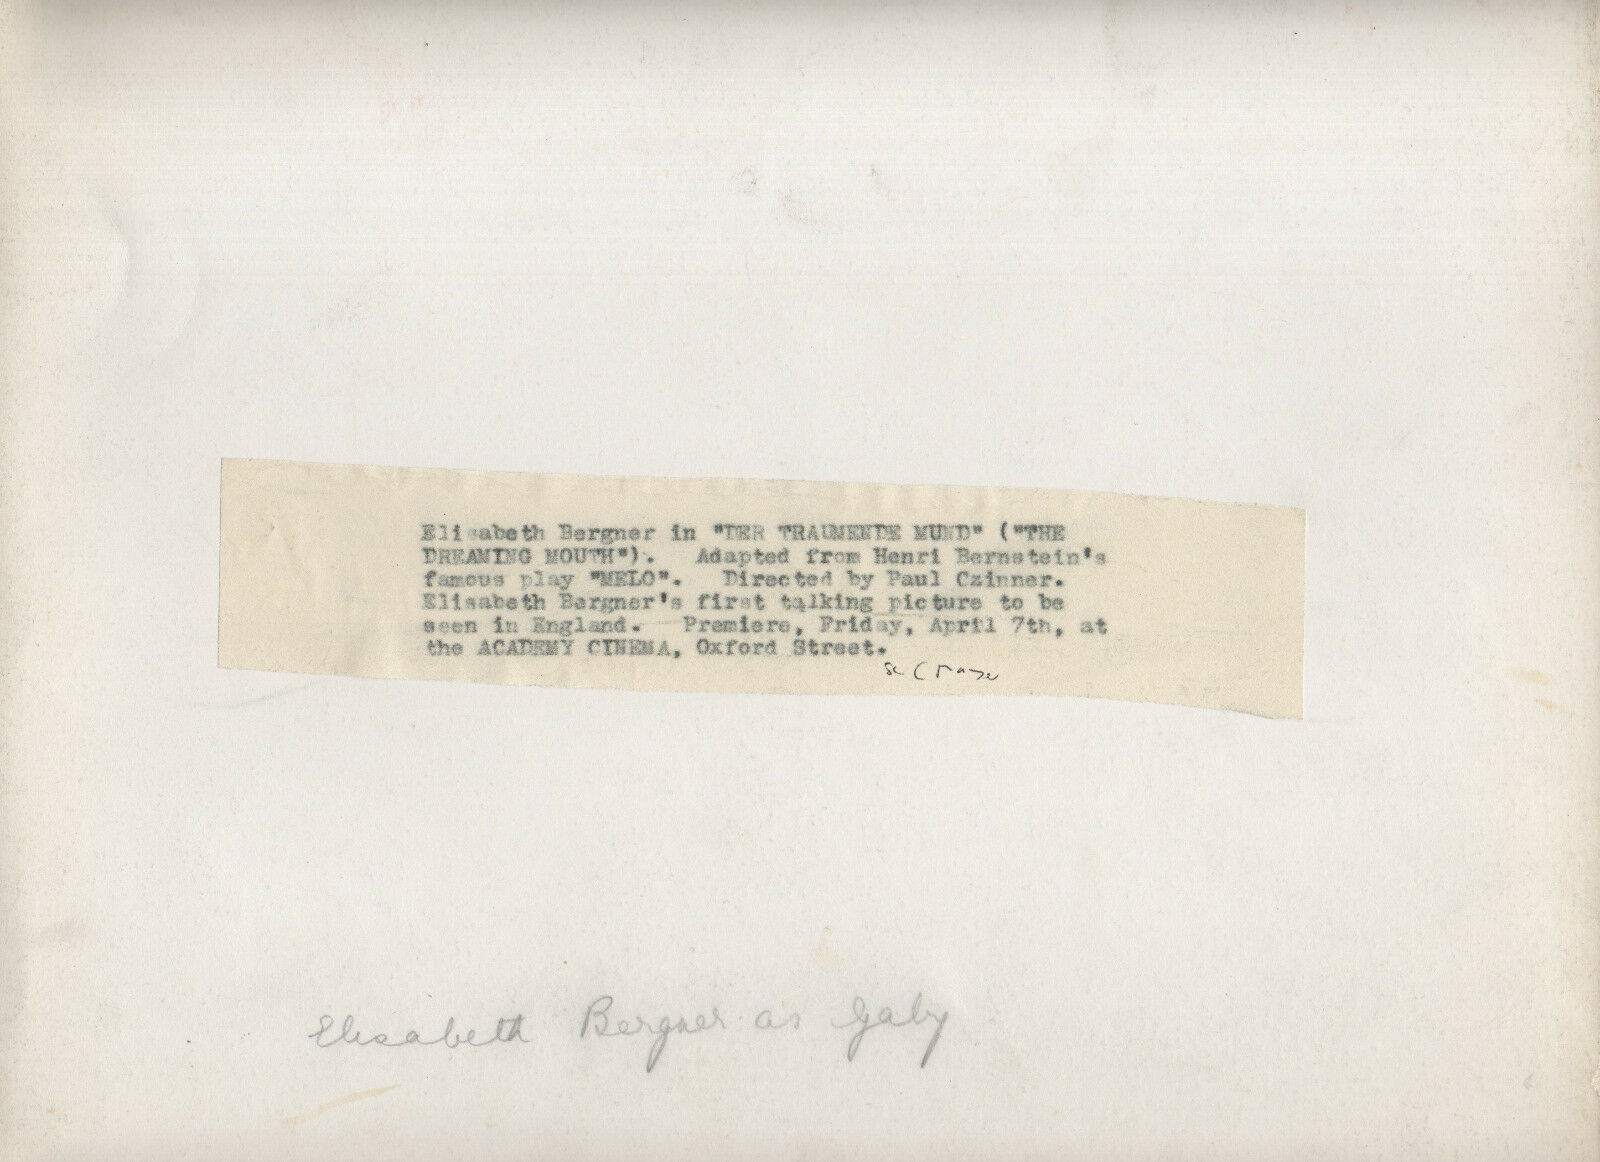 Elisabeth Bergner in "DER TRAUMENDE MUND" ("THE
DREAMING MOUTH"). Adapted from Henri Bernstein's
famous play "MELO". Directed by Paul Czinner.
Elisabeth Bergner's first talking picture to be
seen in England. Premiere, Friday, April 7th, at
the ACADEMY CINEMA, Oxford Street.
Elisabeth Bergner as Gaby